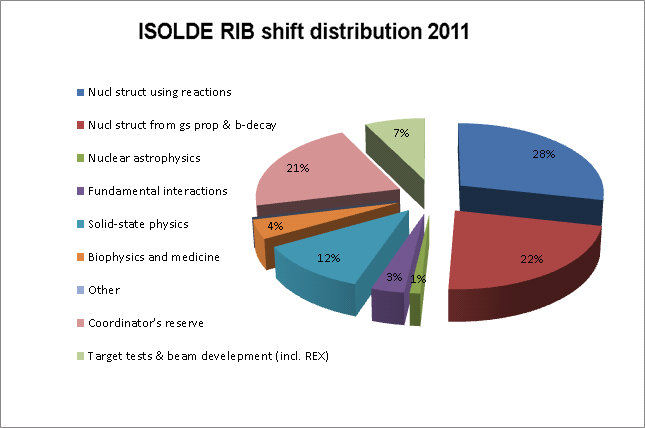 ISOLDE RIB shift distribution 2011
Nucl struct using reactions
Nucl struct from gs prop & b-decay
Nuclear astrophysics
Fundamental interactions
Solid-state physics
Biophysics and medicine
Other
Coordinator's reserve
Target tests & beam develepment (incl. REX)
7%
28%
21%
4%
12%
3%
1%
22%